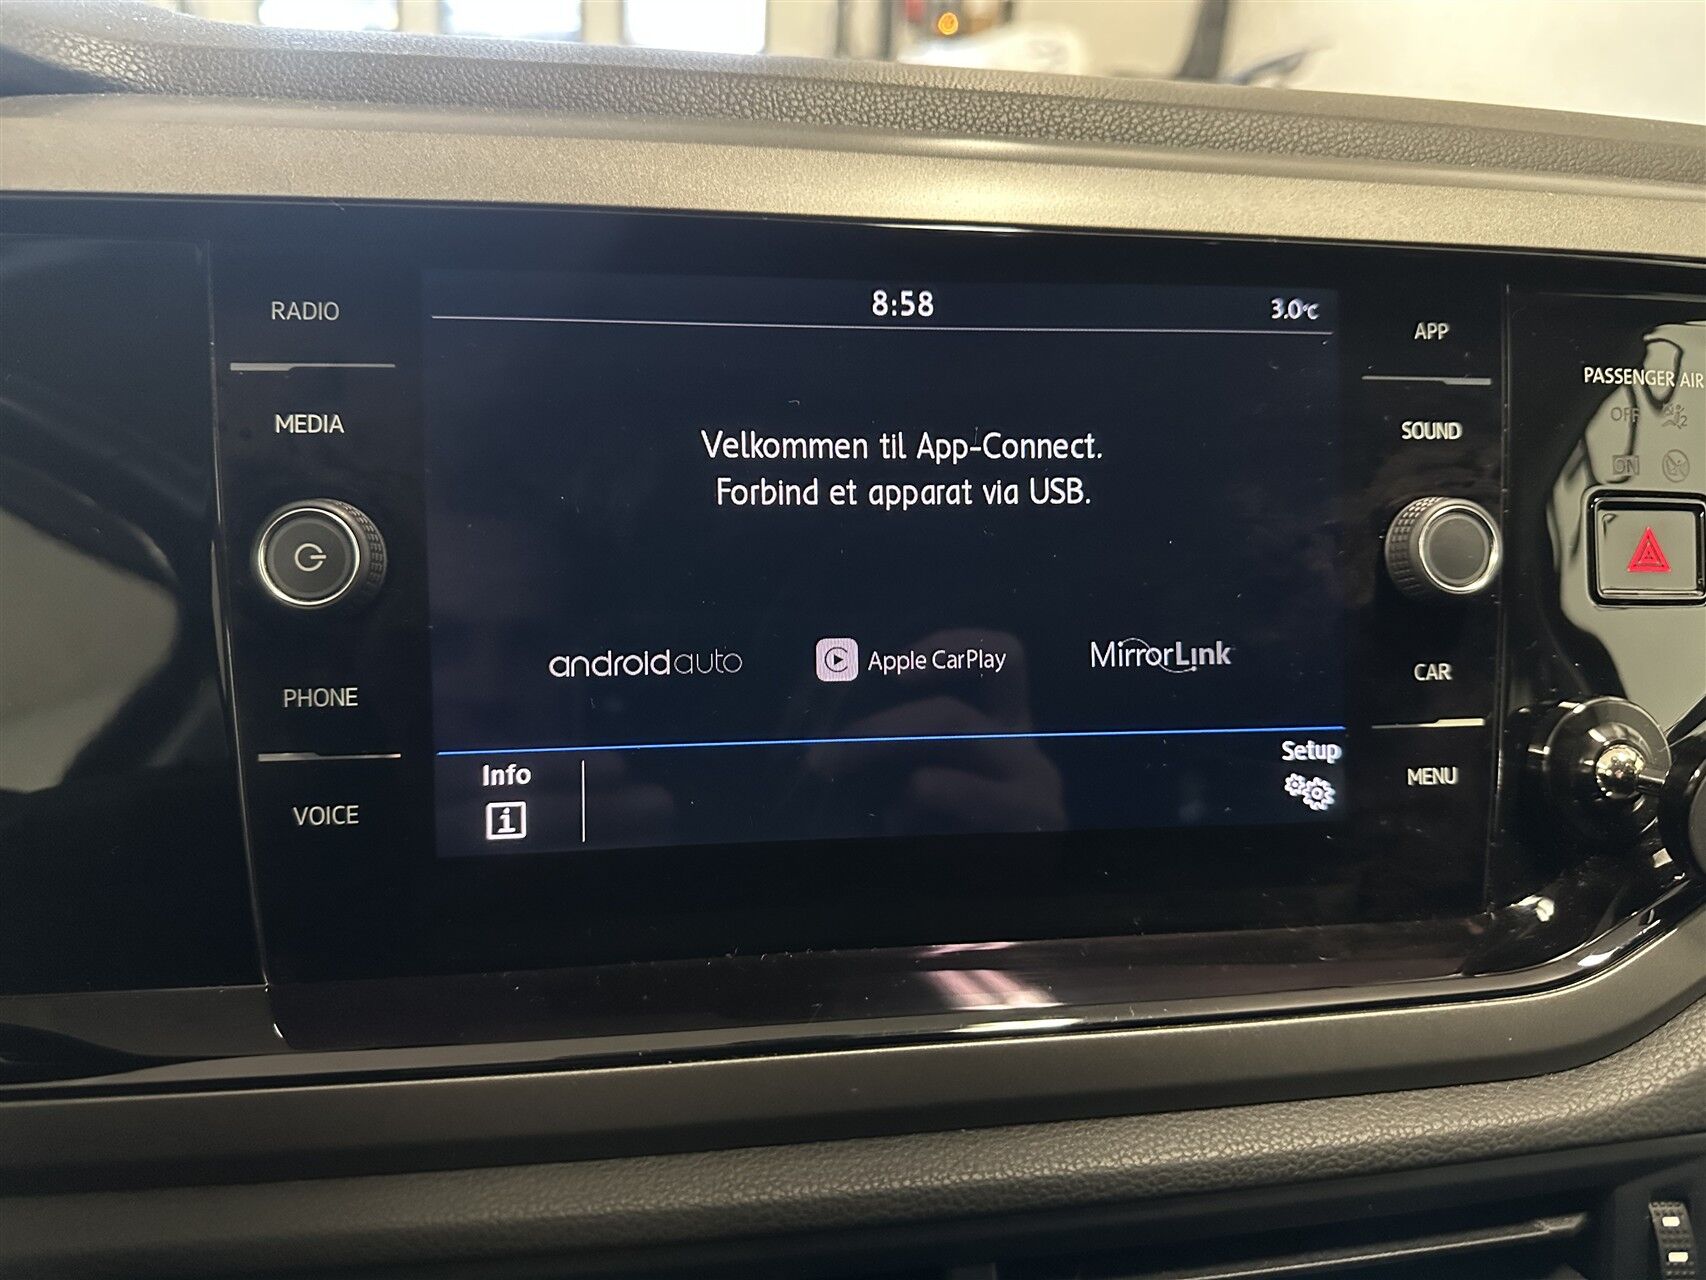 8:58
3.0°C
RADIO
MEDIA
PHONE
VOICE
Velkommen til App-Connect.
Forbind et apparat via USB.
androidauto
Apple CarPlay
MirrorLink
Info
i
Setup
APP
SOUND
CAR
MENU
PASSENGER AIR
OFF
ON